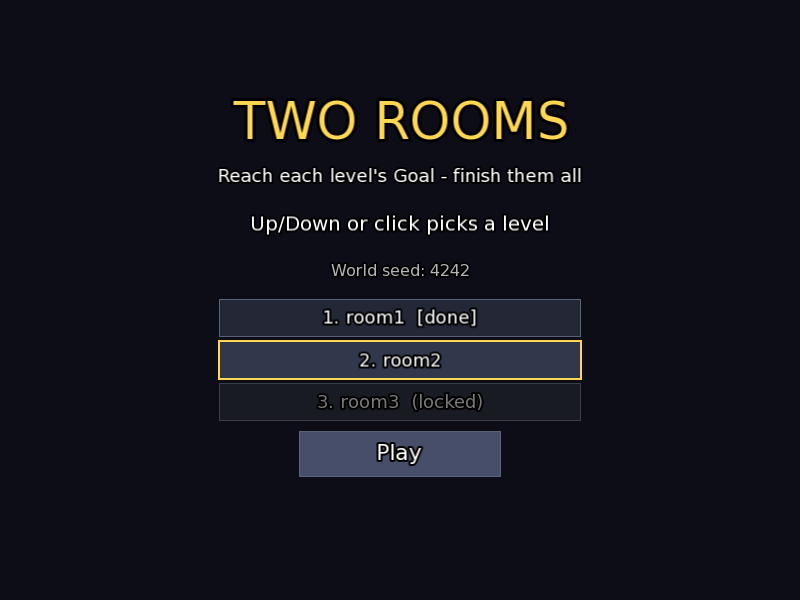 TWO ROOMS
Reach each level's Goal - finish them all
Up/Down or click picks a level
World seed: 4242
1. room1 [done]
2. room2
3. room3 (locked)
Play